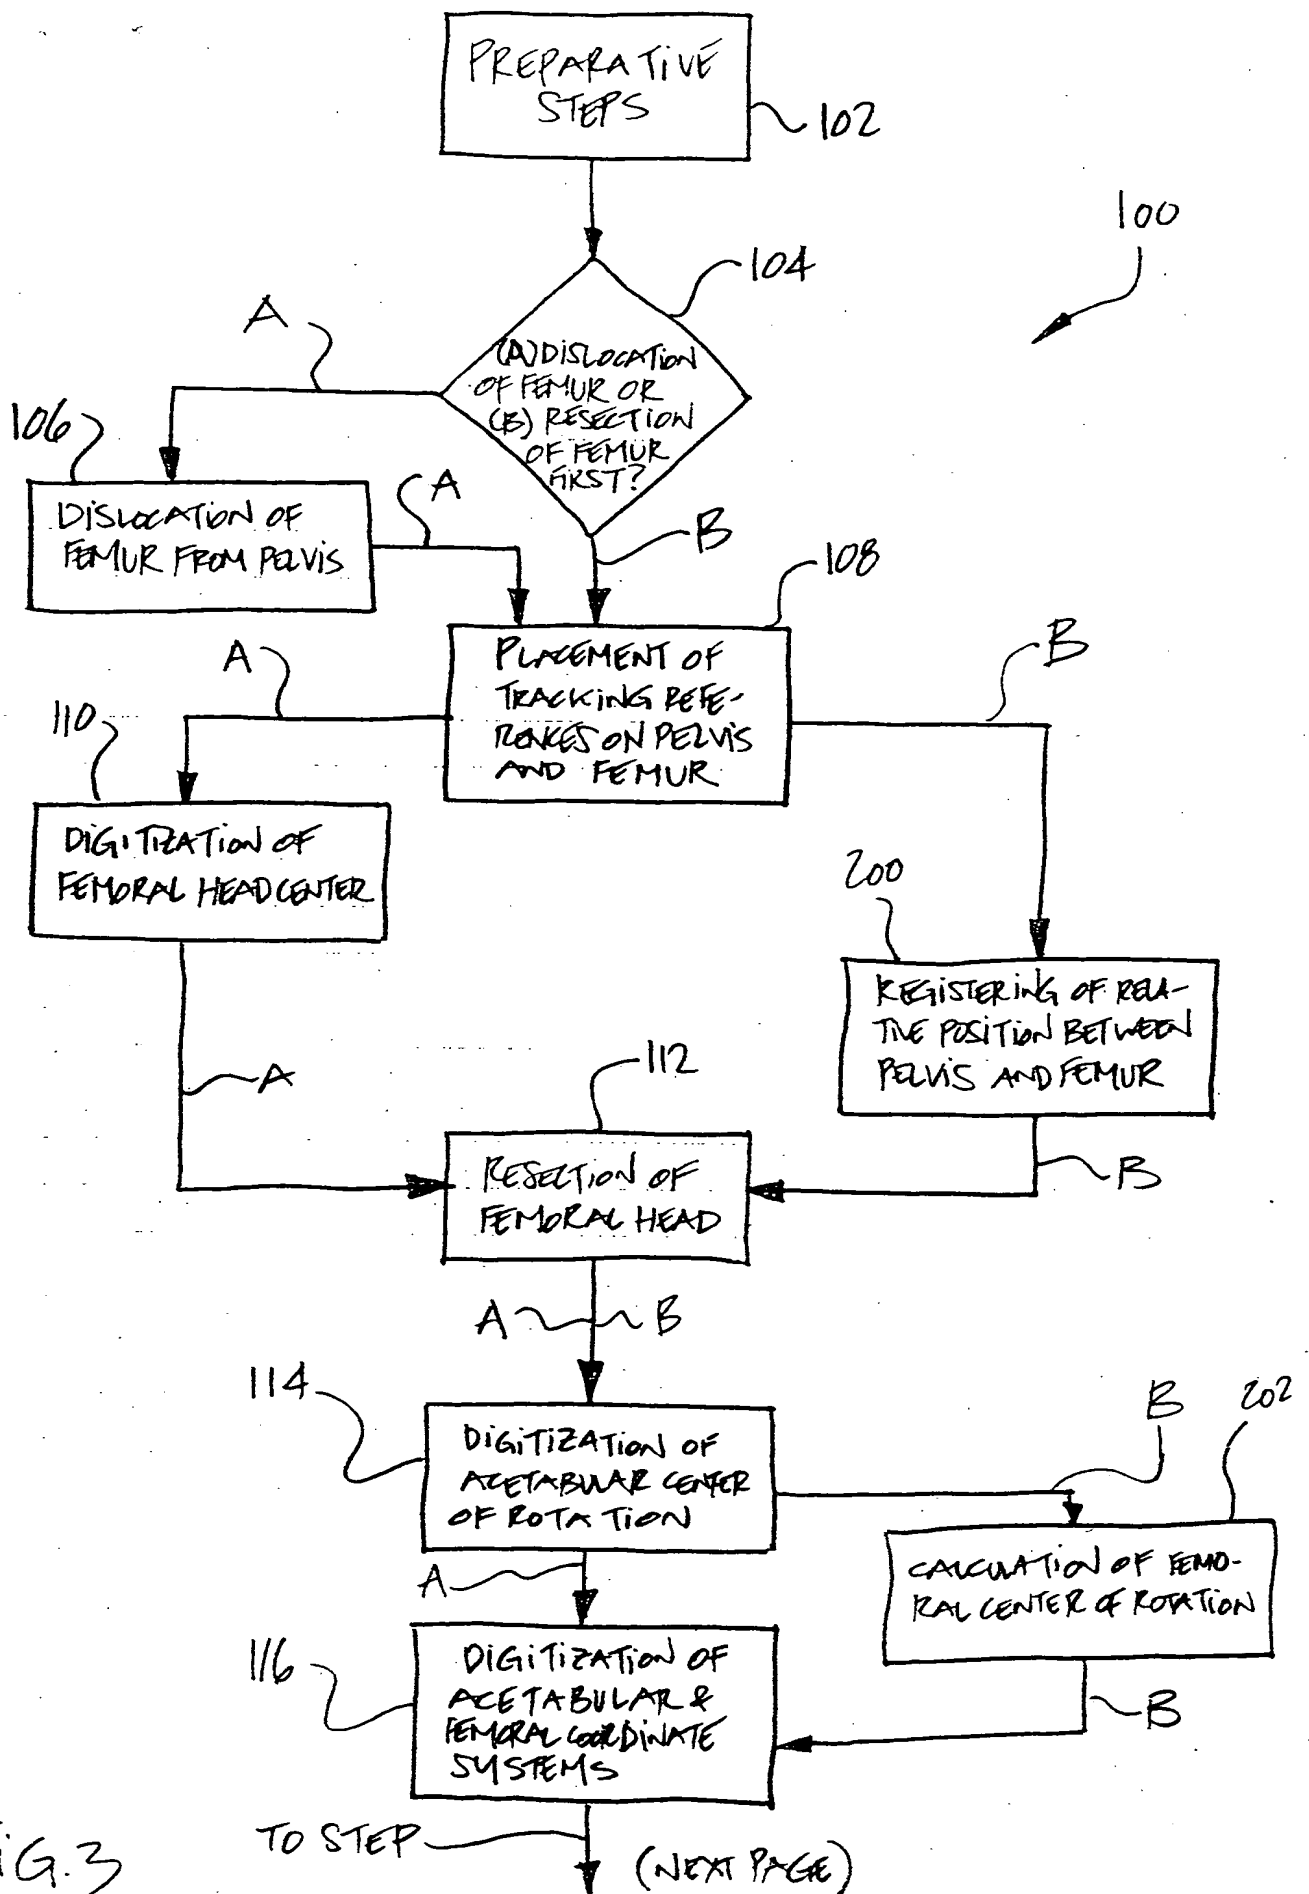 PREPARATIVE
STEPS
102
100
104
A
(A) DISLOCATION
OF FEMUR OR
(B) RESECTION
OF FEMUR
FIRST?
106
DISLOCATION OF
FEMUR FROM PELVIS
A
B
108
PLACEMENT OF
TRACKING REFE-
RENCES ON PELVIS
AND FEMUR
A
B
110
DIGITIZATION OF
FEMORAL HEAD CENTER
200
REGISTERING OF RELA-
TIVE POSITION BETWEEN
PELVIS AND FEMUR
A
112
RESECTION OF
FEMORAL HEAD
B
A
B
114
DIGITIZATION OF
ACETABULAR CENTER
OF ROTATION
B
202
CALCULATION OF FEMO-
RAL CENTER OF ROTATION
A
116
DIGITIZATION OF
ACETABULAR &
FEMORAL COORDINATE
SYSTEMS
B
TO STEP
(NEXT PAGE)
iG.3